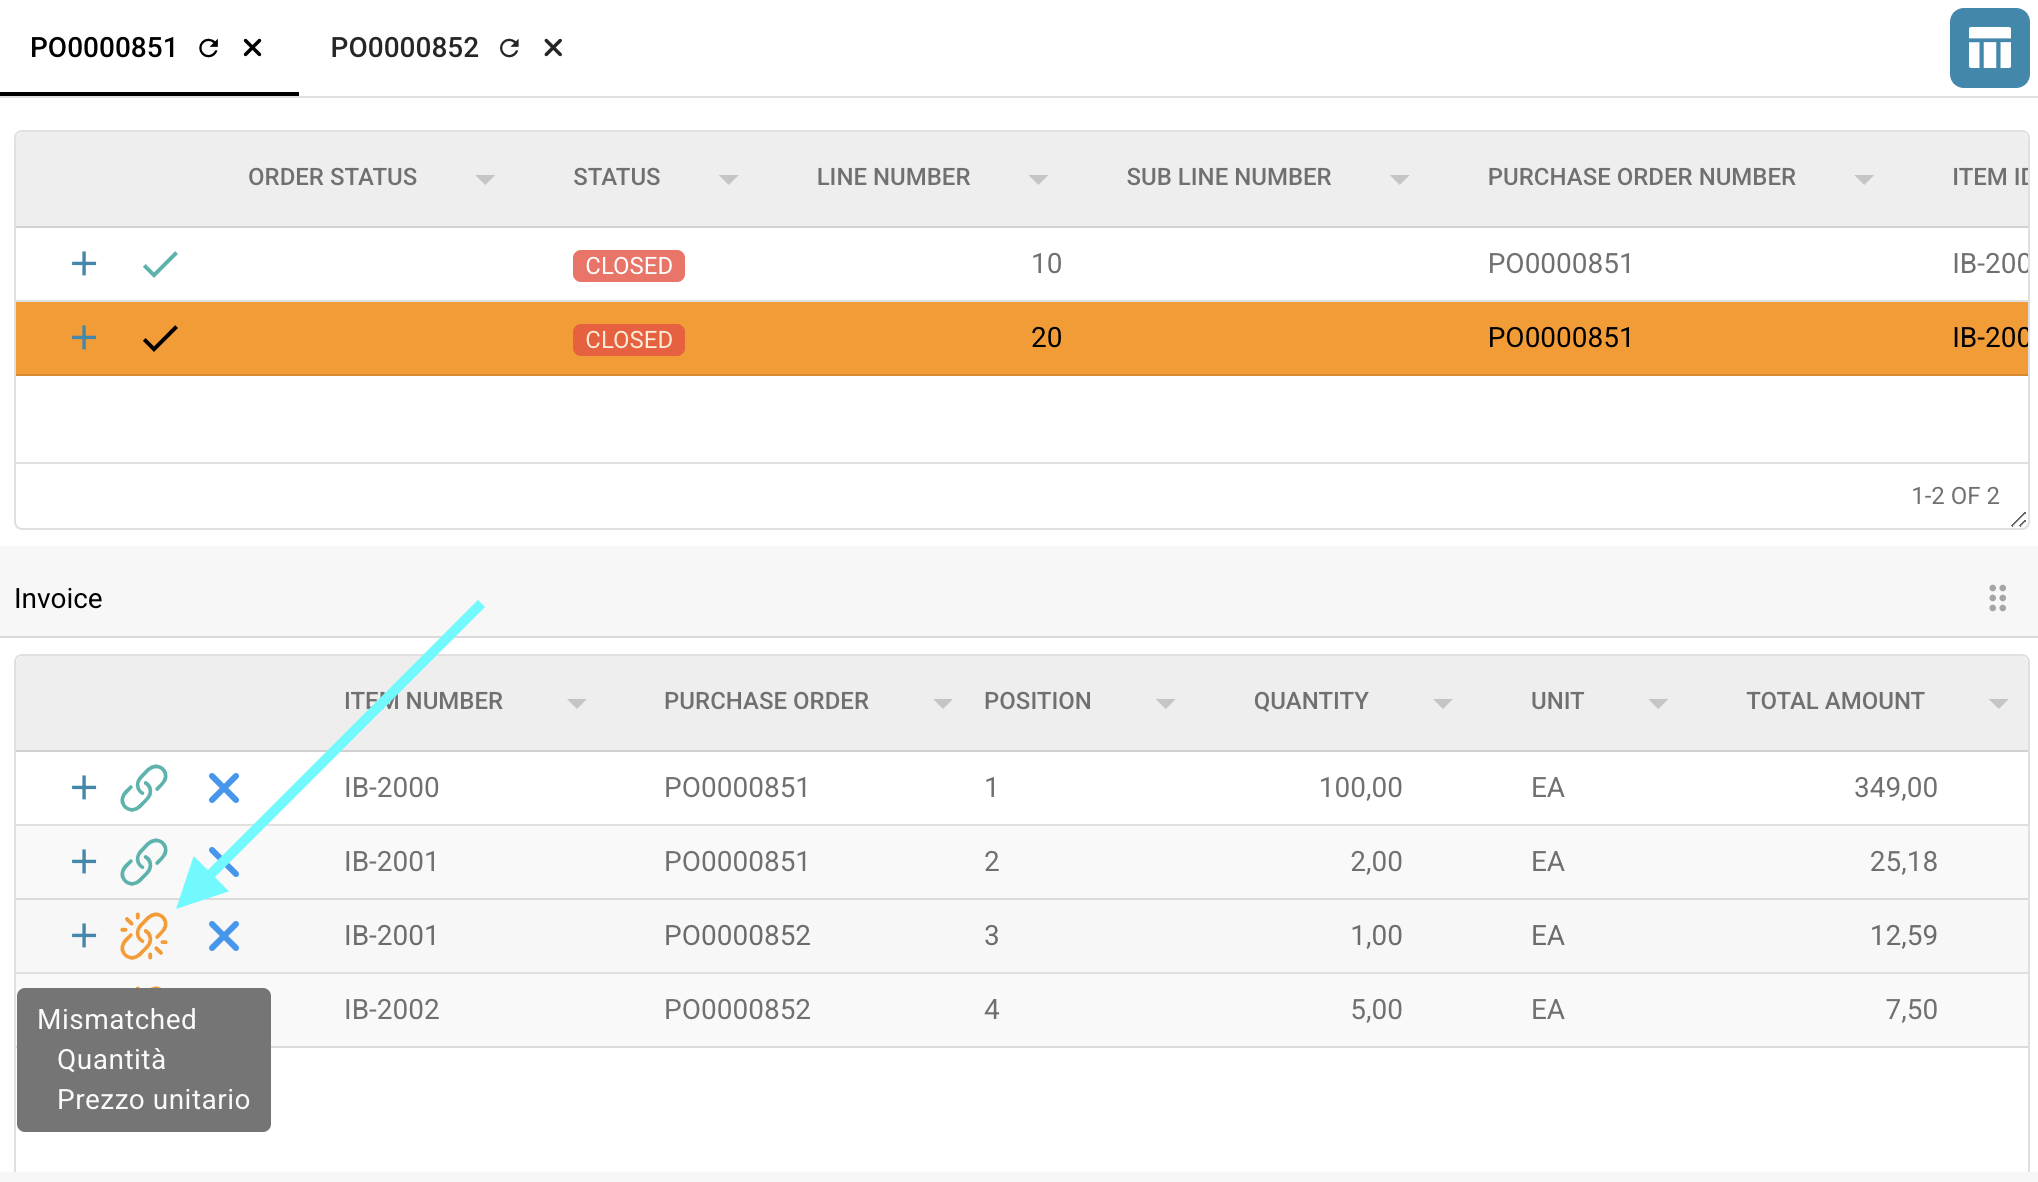 PO0000851 PO0000852
ORDER STATUS STATUS LINE NUMBER SUB LINE NUMBER PURCHASE ORDER NUMBER ITEM ID
CLOSED 10 PO0000851 IB-200
CLOSED 20 PO0000851 IB-200
1-2 OF 2
Invoice
ITEM NUMBER PURCHASE ORDER POSITION QUANTITY UNIT TOTAL AMOUNT
IB-2000 PO0000851 1 100,00 EA 349,00
IB-2001 PO0000851 2 2,00 EA 25,18
IB-2001 PO0000852 3 1,00 EA 12,59
IB-2002 PO0000852 4 5,00 EA 7,50
Mismatched
Quantità
Prezzo unitario